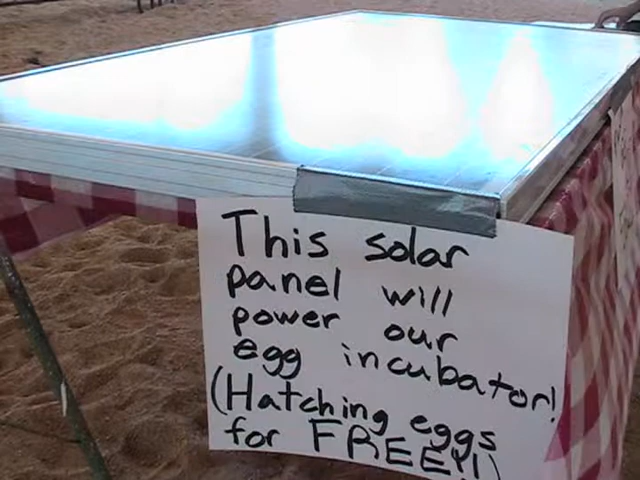 This solar
panel will
power our
egg incubator!
(Hatching eggs
for FREE!!)